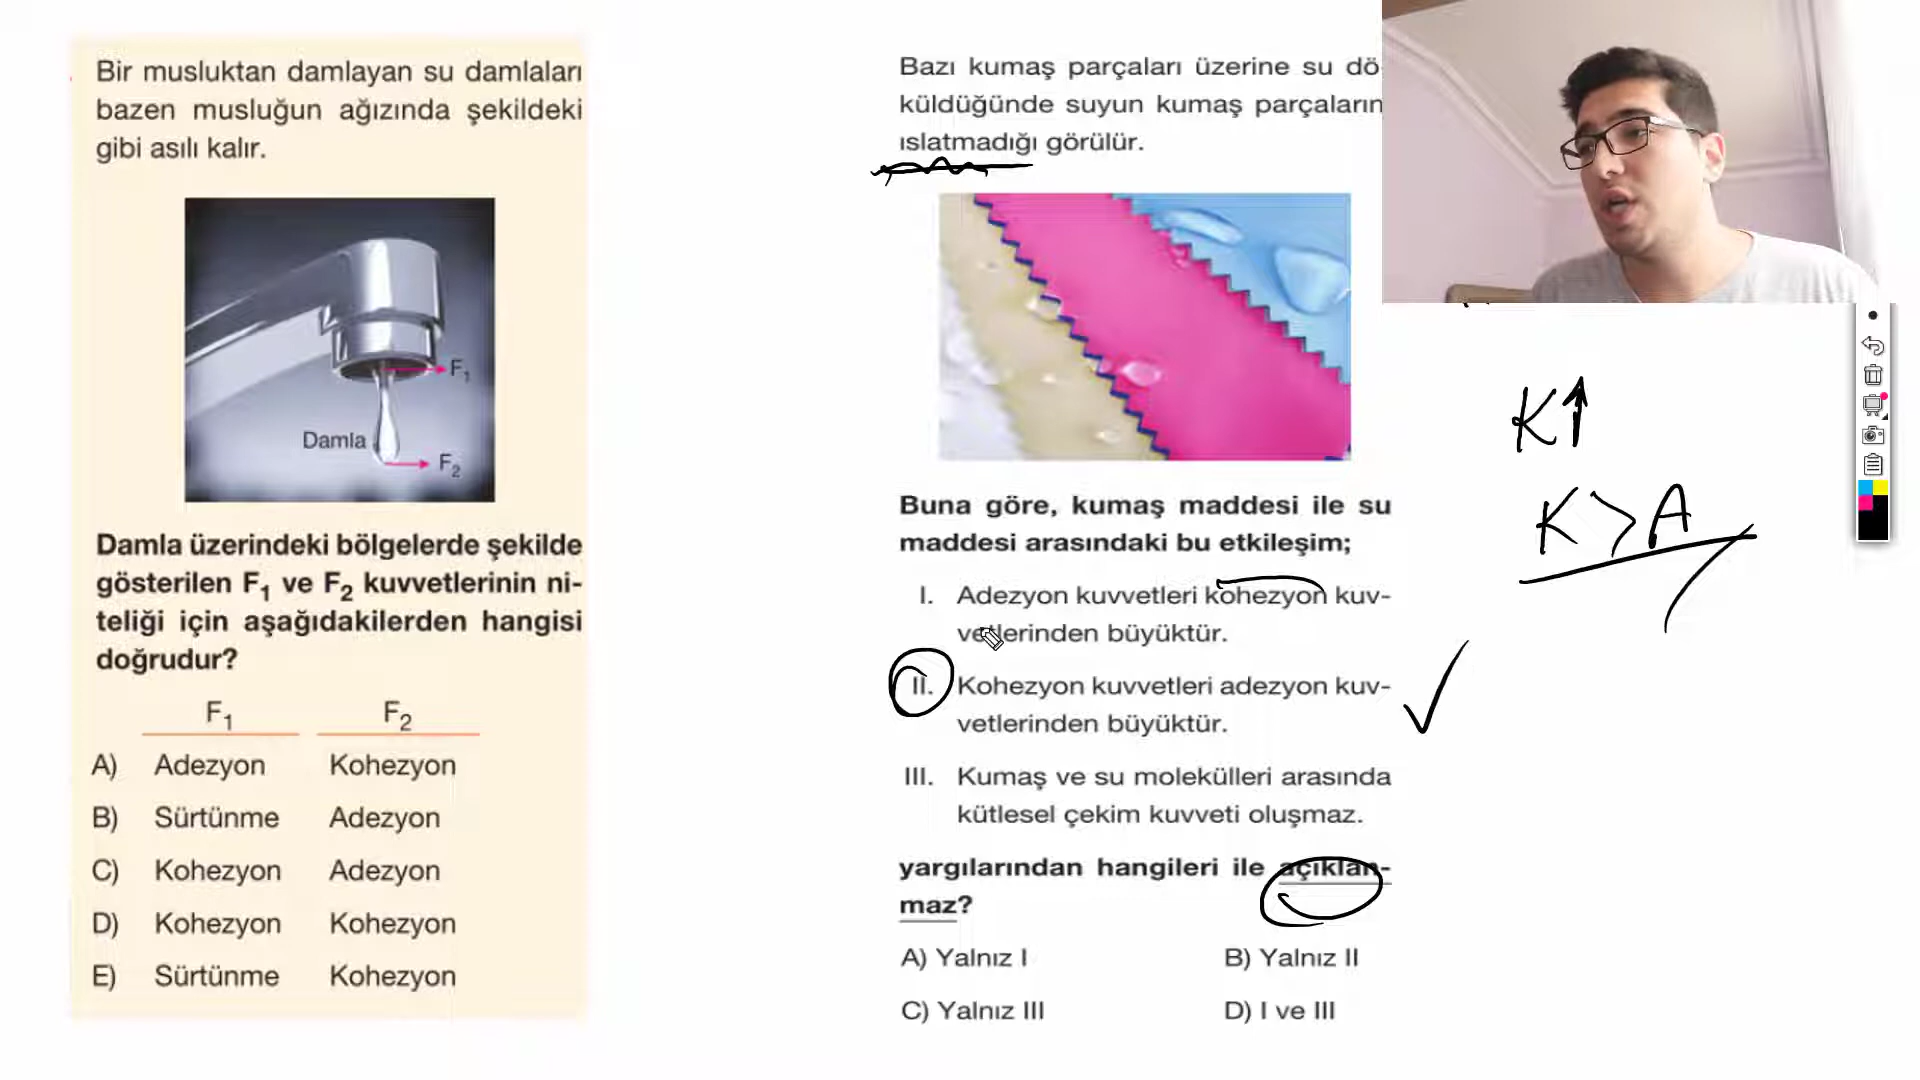 Bir musluktan damlayan su damlaları
bazen musluğun ağızında şekildeki
gibi asılı kalır.
F1
Damla
F2
Damla üzerindeki bölgelerde şekilde
gösterilen F1 ve F2 kuvvetlerinin ni-
teliği için aşağıdakilerden hangisi
doğrudur?
F1 F2
A) Adezyon Kohezyon
B) Sürtünme Adezyon
C) Kohezyon Adezyon
D) Kohezyon Kohezyon
E) Sürtünme Kohezyon
Bazı kumaş parçaları üzerine su dö-
küldüğünde suyun kumaş parçaların
ıslatmadığı görülür.
Buna göre, kumaş maddesi ile su
maddesi arasındaki bu etkileşim;
I. Adezyon kuvvetleri kohezyon kuv-
vetlerinden büyüktür.
II. Kohezyon kuvvetleri adezyon kuv-
vetlerinden büyüktür.
III. Kumaş ve su molekülleri arasında
kütlesel çekim kuvveti oluşmaz.
yargılarından hangileri ile açıklan-
maz?
A) Yalnız I B) Yalnız II
C) Yalnız III D) I ve III
K↑
K > A